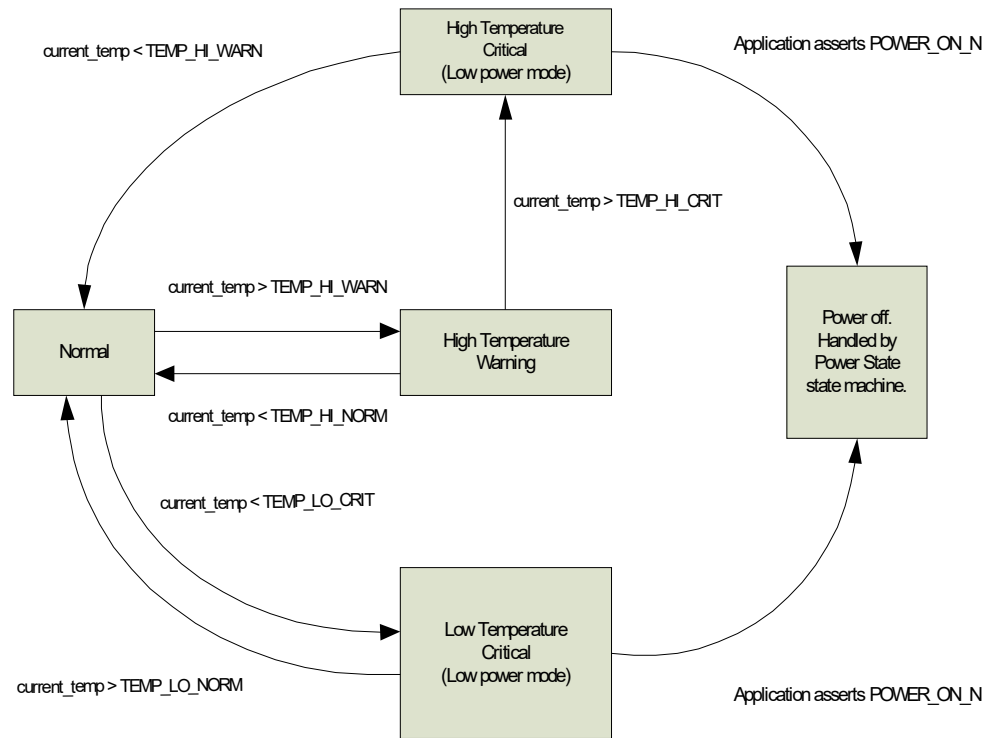 High Temperature
Critical
(Low power mode)
current_temp < TEMP_HI_WARN
Application asserts POWER_ON_N
current_temp > TEMP_HI_CRIT
current_temp > TEMP_HI_WARN
Normal
High Temperature
Warning
Power off.
Handled by
Power State
state machine.
current_temp < TEMP_HI_NORM
current_temp < TEMP_LO_CRIT
Low Temperature
Critical
(Low power mode)
current_temp > TEMP_LO_NORM
Application asserts POWER_ON_N